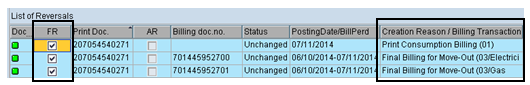 List of Reversals
Doc FR Print Doc. AR Billing doc.no. Status PostingDate/BillPerd Creation Reason / Billing Transaction
207054540271 Unchanged 07/11/2014 Print Consumption Billing (01)
207054540271 701445952700 Unchanged 06/10/2014-07/11/2014 Final Billing for Move-Out (03/Electrici
207054540271 701445952701 Unchanged 06/10/2014-07/11/2014 Final Billing for Move-Out (03/Gas